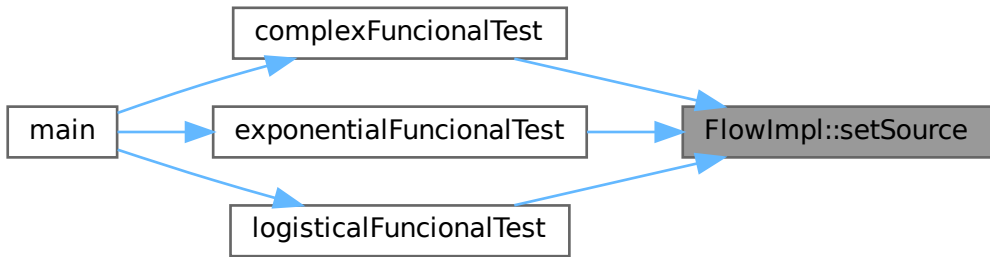 complexFuncionalTest
main
exponentialFuncionalTest
FlowImpl::setSource
logisticalFuncionalTest